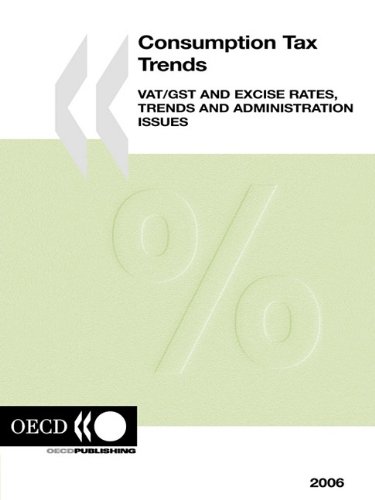 Consumption Tax
Trends
VAT/GST AND EXCISE RATES,
TRENDS AND ADMINISTRATION
ISSUES
%
OECD
OECDPUBLISHING
2006